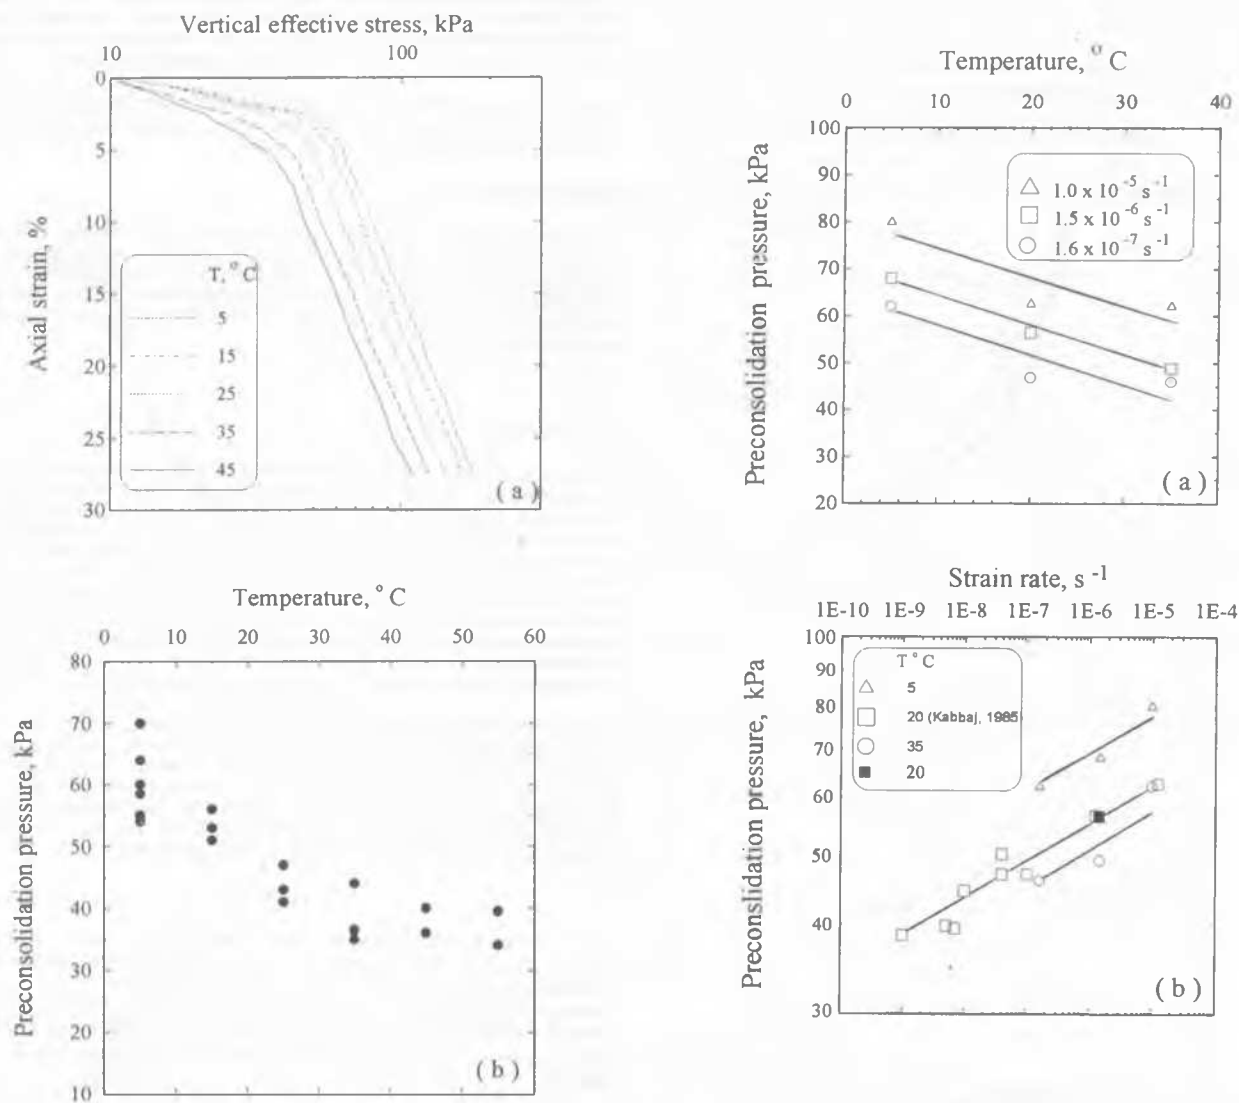 Vertical effective stress, kPa
10 100
0
5
10
15
20
25
30
Axial strain, %
T, °C
5
15
25
35
45
(a)
Temperature, °C
0 10 20 30 40 50 60
80
70
60
50
40
30
20
10
Preconsolidation pressure, kPa
(b)
Temperature, °C
0 10 20 30 40
100
90
80
70
60
50
40
30
20
Preconsolidation pressure, kPa
1.0 x 10⁻⁵ s⁻¹
1.5 x 10⁻⁶ s⁻¹
1.6 x 10⁻⁷ s⁻¹
(a)
Strain rate, s⁻¹
1E-10 1E-9 1E-8 1E-7 1E-6 1E-5 1E-4
100
90
80
70
60
50
40
30
Preconslidation pressure, kPa
T °C
5
20 (Kabbaj, 1985
35
20
(b)